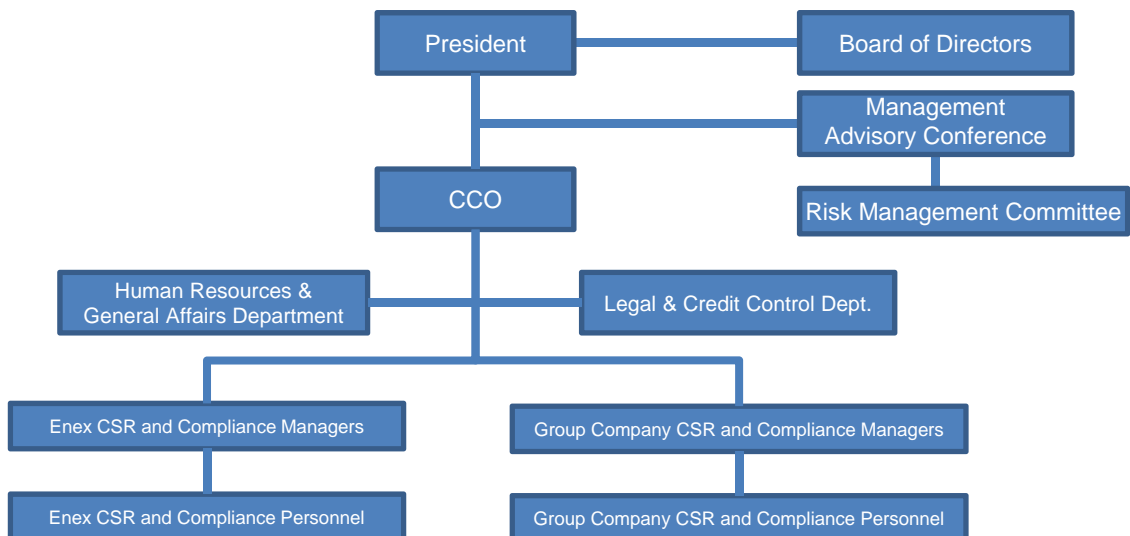 President
Board of Directors
Management
Advisory Conference
CCO
Risk Management Committee
Human Resources &
General Affairs Department
Legal & Credit Control Dept.
Enex CSR and Compliance Managers
Group Company CSR and Compliance Managers
Enex CSR and Compliance Personnel
Group Company CSR and Compliance Personnel